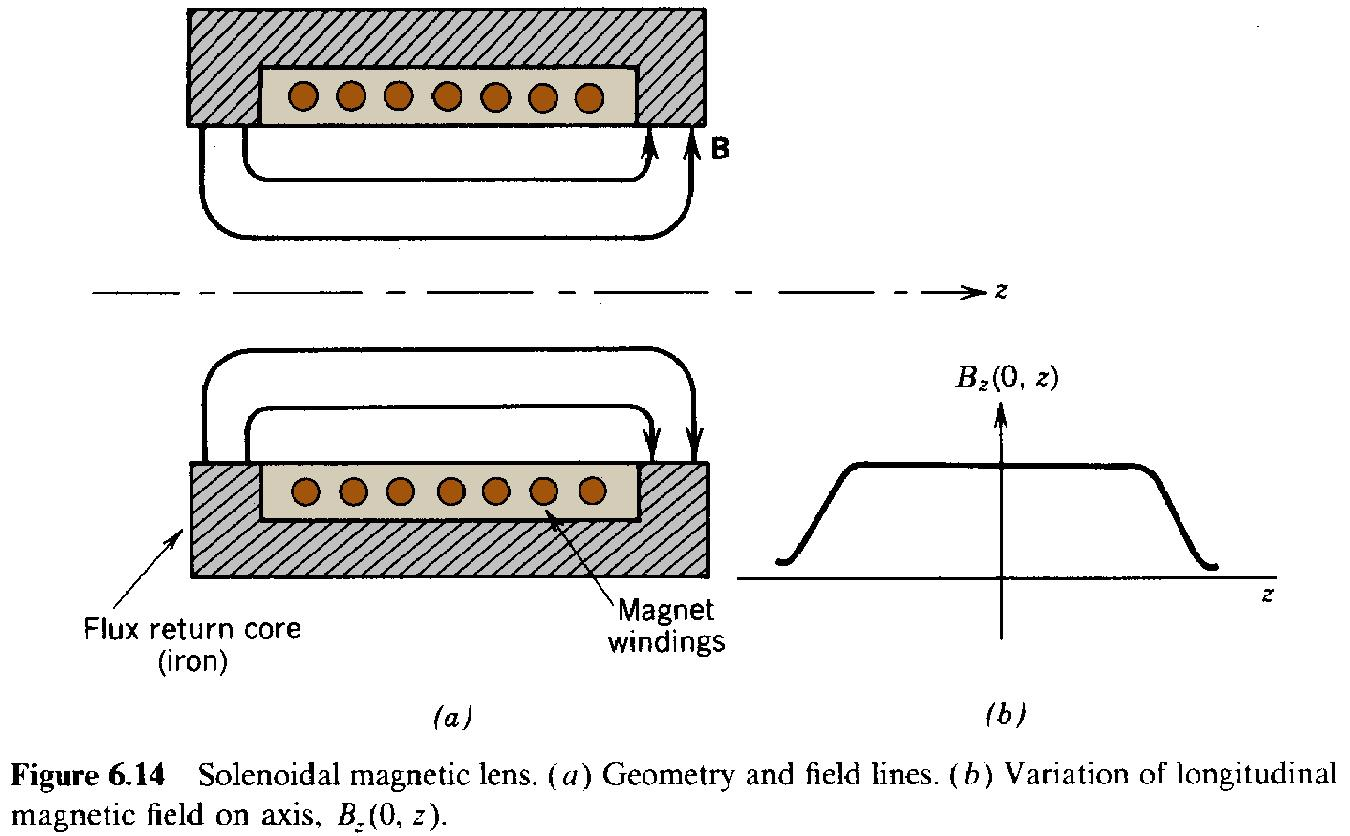 B
z
B_z(0, z)
z
Flux return core
(iron)
Magnet
windings
(a)
(b)
Figure 6.14 Solenoidal magnetic lens. (a) Geometry and field lines. (b) Variation of longitudinal
magnetic field on axis, B_z(0, z).